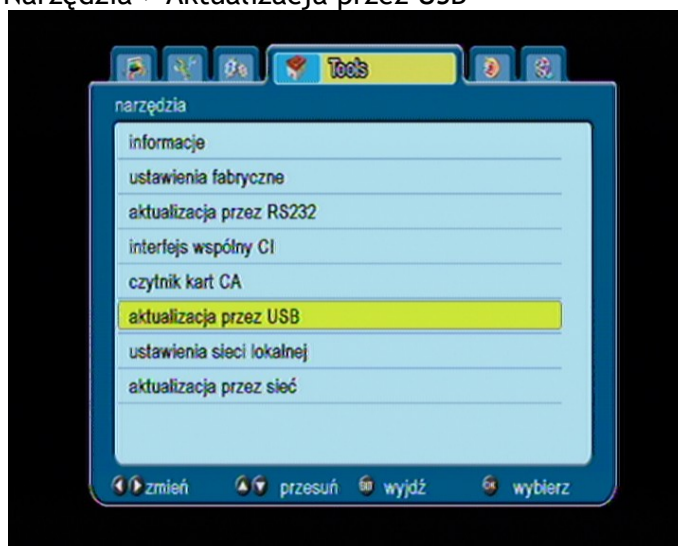 Narzędzia > Aktualizacja przez USB
Tools
narzędzia
informacje
ustawienia fabryczne
aktualizacja przez RS232
interfejs wspólny CI
czytnik kart CA
aktualizacja przez USB
ustawienia sieci lokalnej
aktualizacja przez sieć
zmień przesuń wyjdź wybierz